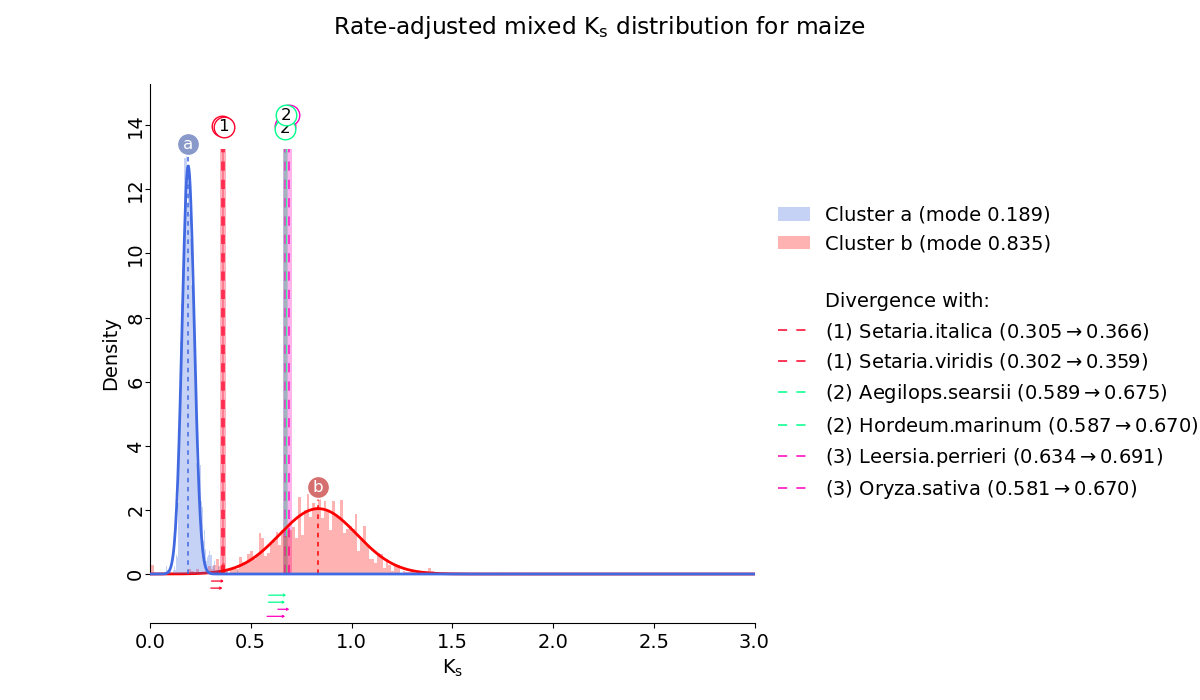 Rate-adjusted mixed Ks distribution for maize
2
14
1
2
a
12
10
8
6
4
2
0
Density
b
0.0 0.5 1.0 1.5 2.0 2.5 3.0
Ks
Cluster a (mode 0.189)
Cluster b (mode 0.835)
Divergence with:
(1) Setaria.italica (0.305→0.366)
(1) Setaria.viridis (0.302→0.359)
(2) Aegilops.searsii (0.589→0.675)
(2) Hordeum.marinum (0.587→0.670)
(3) Leersia.perrieri (0.634→0.691)
(3) Oryza.sativa (0.581→0.670)